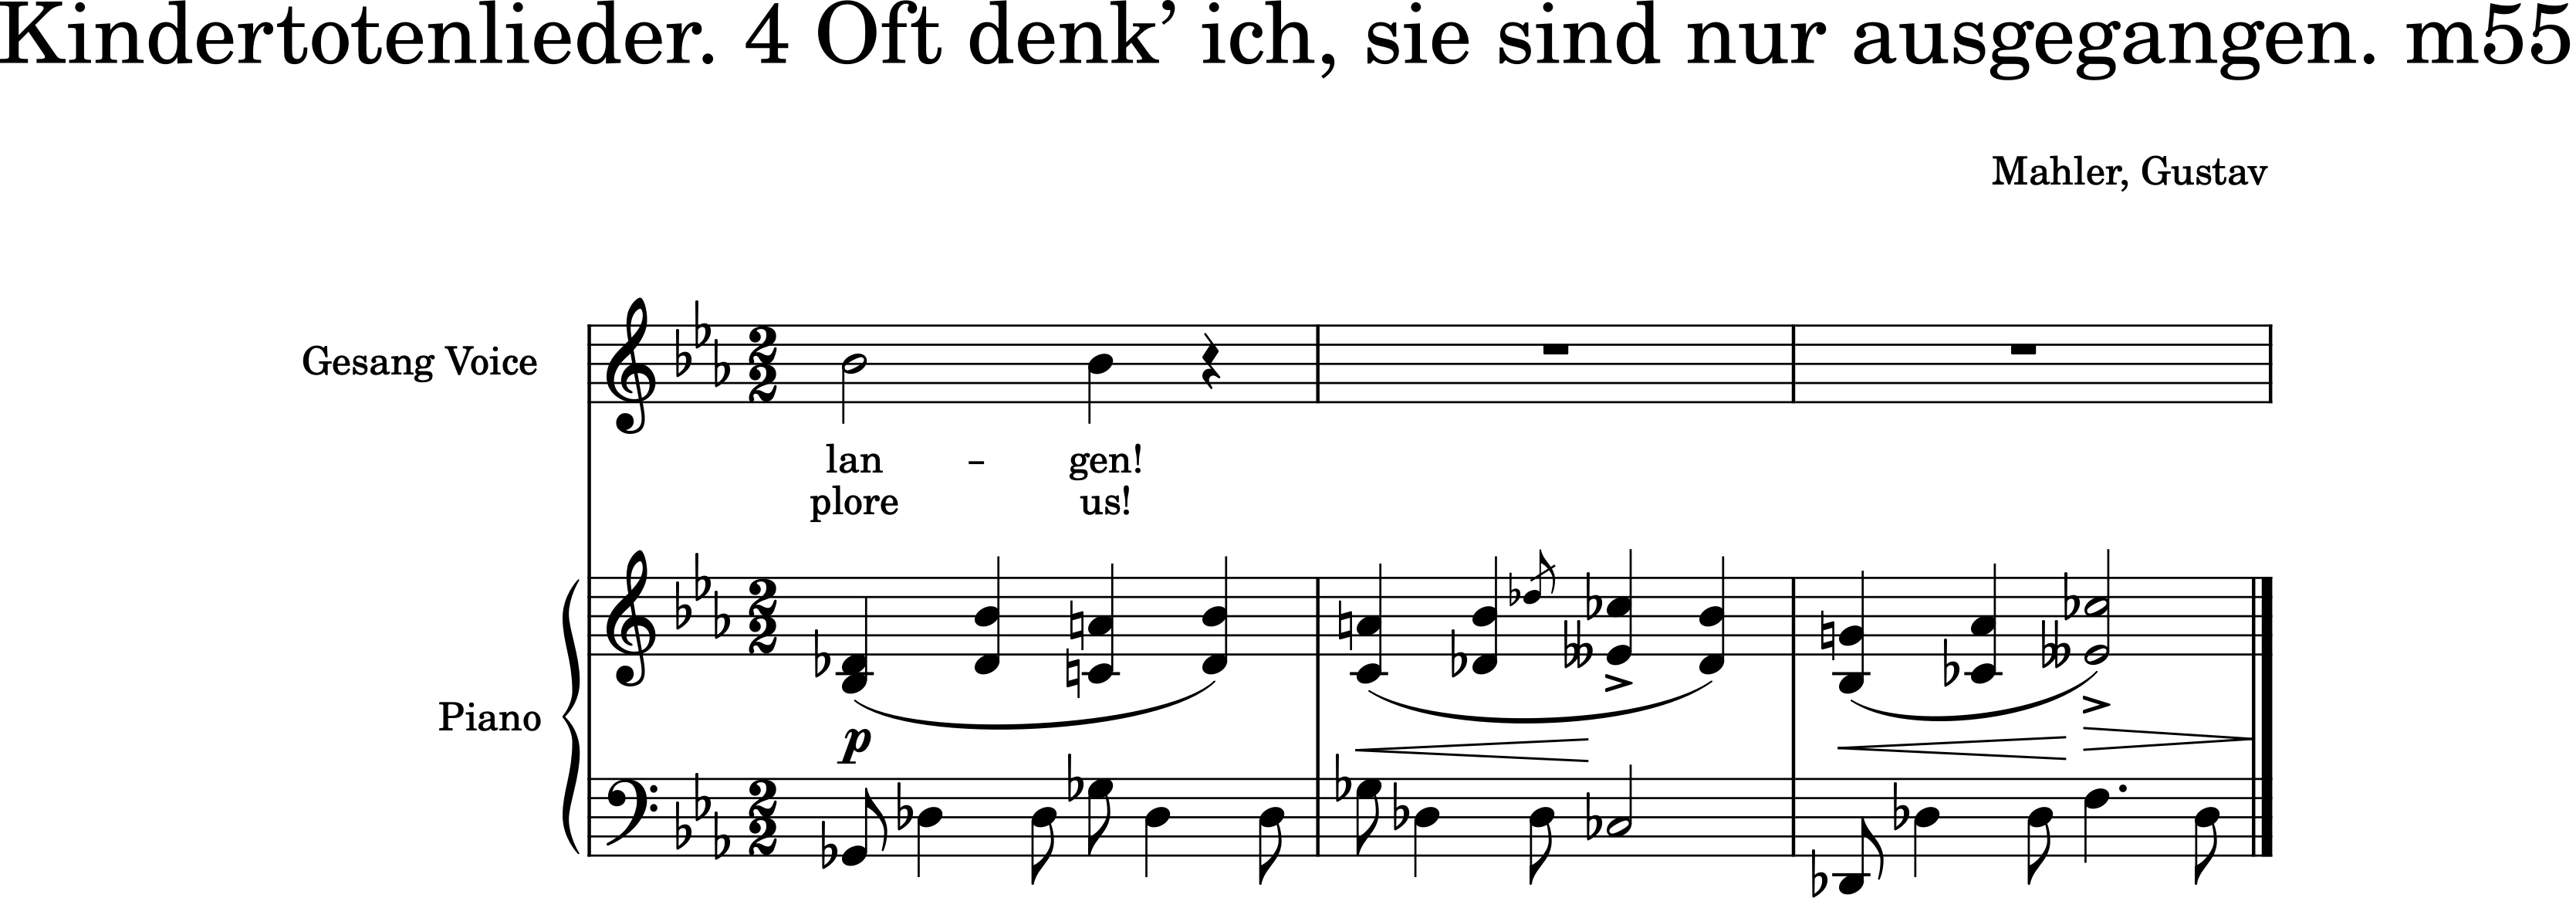 Kindertotenlieder. 4 Oft denk’ ich, sie sind nur ausgegangen. m55
Mahler, Gustav
Gesang Voice
lan – gen!
plore us!
Piano
p